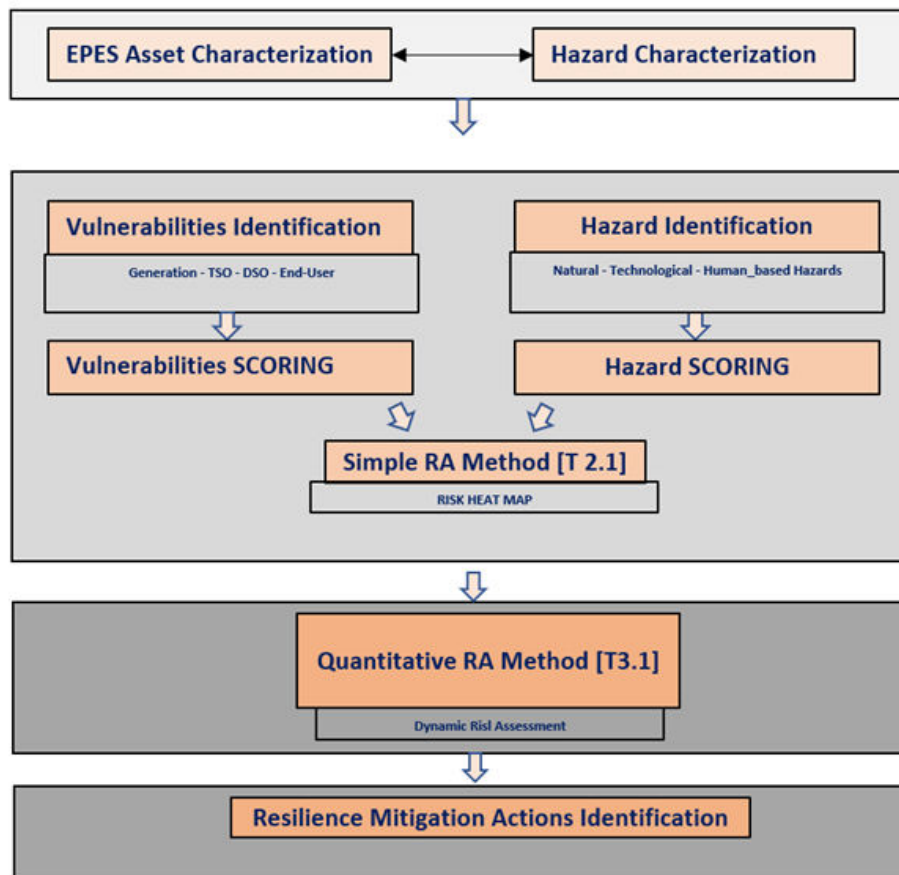 EPES Asset Characterization
Hazard Characterization
Vulnerabilities Identification
Generation - TSO - DSO - End-User
Vulnerabilities SCORING
Hazard Identification
Natural - Technological - Human_based Hazards
Hazard SCORING
Simple RA Method [T 2.1]
RISK HEAT MAP
Quantitative RA Method [T3.1]
Dynamic Risl Assessment
Resilience Mitigation Actions Identification